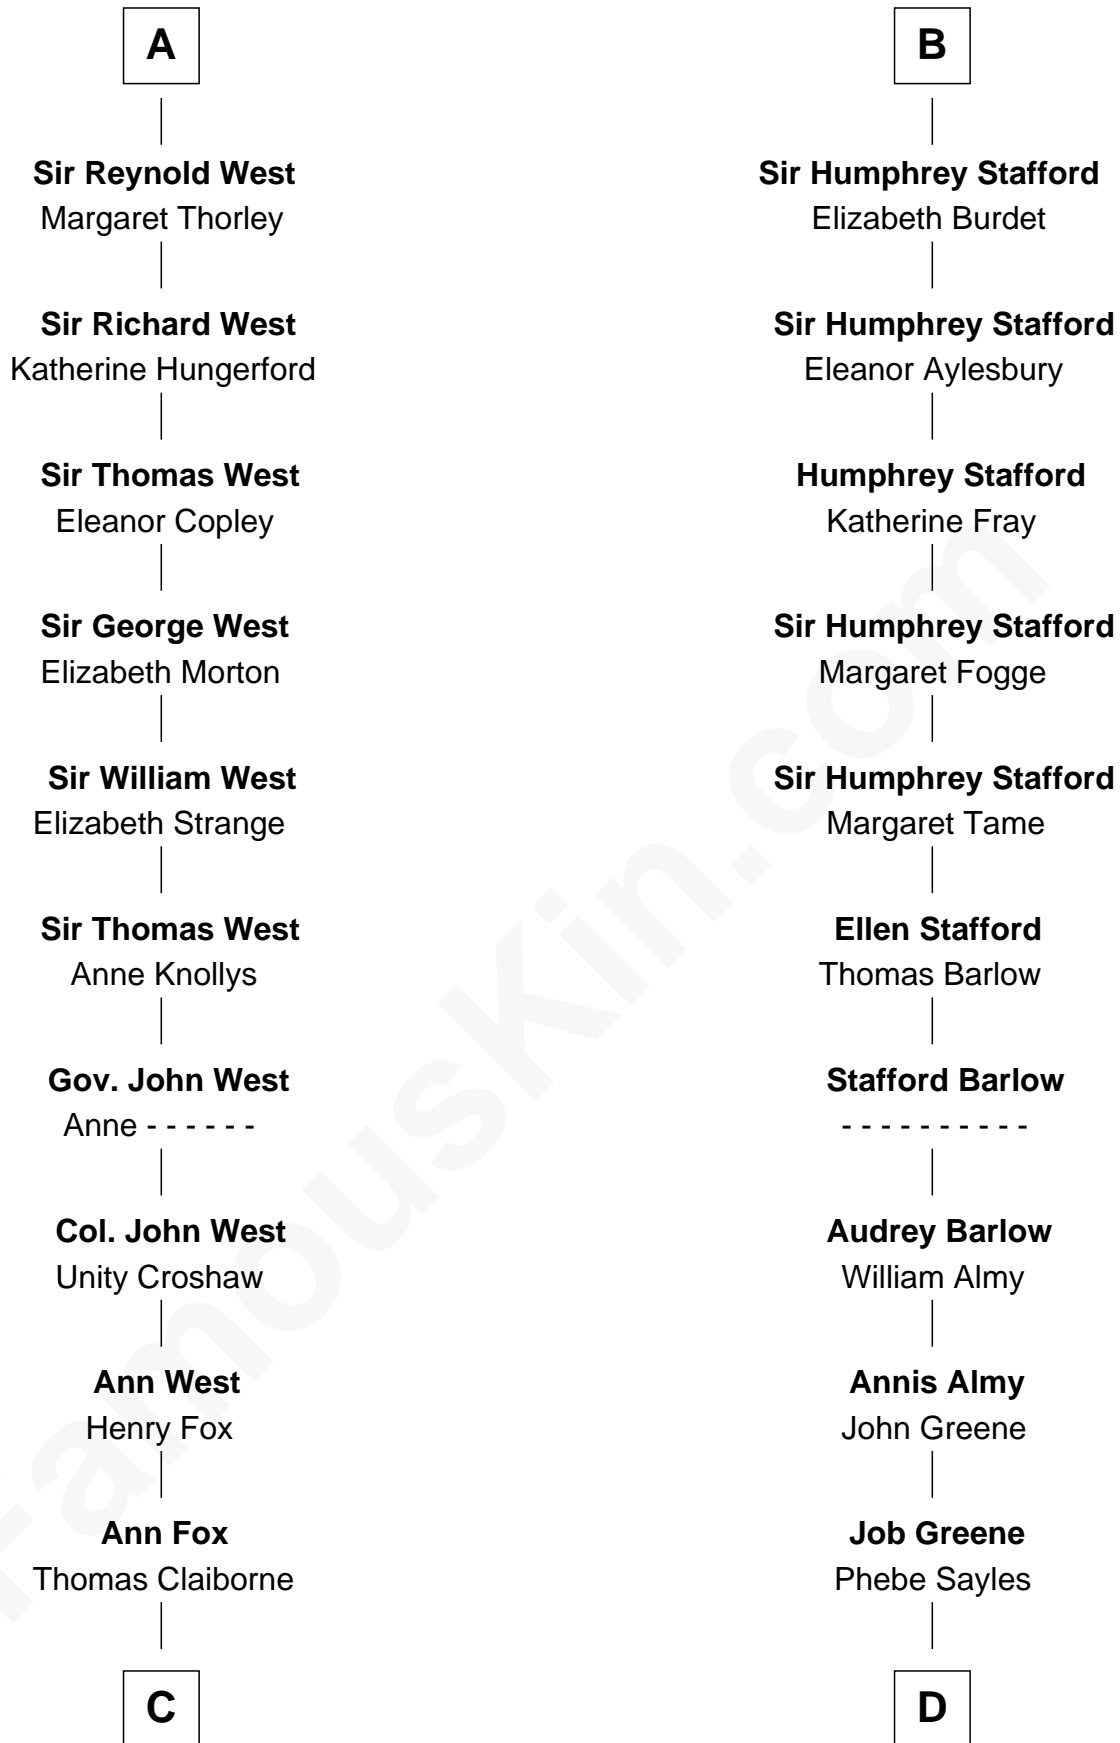 A
Sir Reynold West
Margaret Thorley
Sir Richard West
Katherine Hungerford
Sir Thomas West
Eleanor Copley
Sir George West
Elizabeth Morton
Sir William West
Elizabeth Strange
Sir Thomas West
Anne Knollys
Gov. John West
Anne - - - - - -
Col. John West
Unity Croshaw
Ann West
Henry Fox
Ann Fox
Thomas Claiborne
C
B
Sir Humphrey Stafford
Elizabeth Burdet
Sir Humphrey Stafford
Eleanor Aylesbury
Humphrey Stafford
Katherine Fray
Sir Humphrey Stafford
Margaret Fogge
Sir Humphrey Stafford
Margaret Tame
Ellen Stafford
Thomas Barlow
Stafford Barlow
- - - - - - - - - -
Audrey Barlow
William Almy
Annis Almy
John Greene
Job Greene
Phebe Sayles
D
FamousKin.com